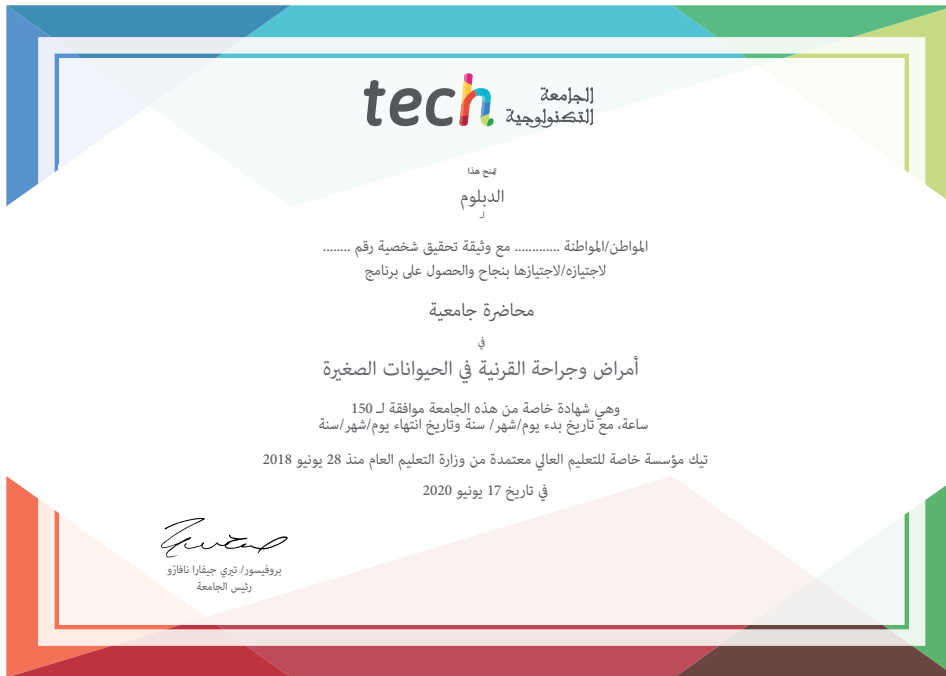 tech الجامعة
التكنولوجية
يمنح هذا
الدبلوم
لـ
المواطن/المواطنة ............. مع وثيقة تحقيق شخصية رقم ........
لاجتيازه/لاجتيازها بنجاح والحصول على برنامج
محاضرة جامعية
في
أمراض وجراحة القرنية في الحيوانات الصغيرة
وهي شهادة خاصة من هذه الجامعة موافقة لـ 150
ساعة، مع تاريخ بدء يوم/شهر/ سنة وتاريخ انتهاء يوم/شهر/سنة
تيك مؤسسة خاصة للتعليم العالي معتمدة من وزارة التعليم العام منذ 28 يونيو 2018
في تاريخ 17 يونيو 2020
بروفيسور/ تيري جيفارا نافارّو
رئيس الجامعة